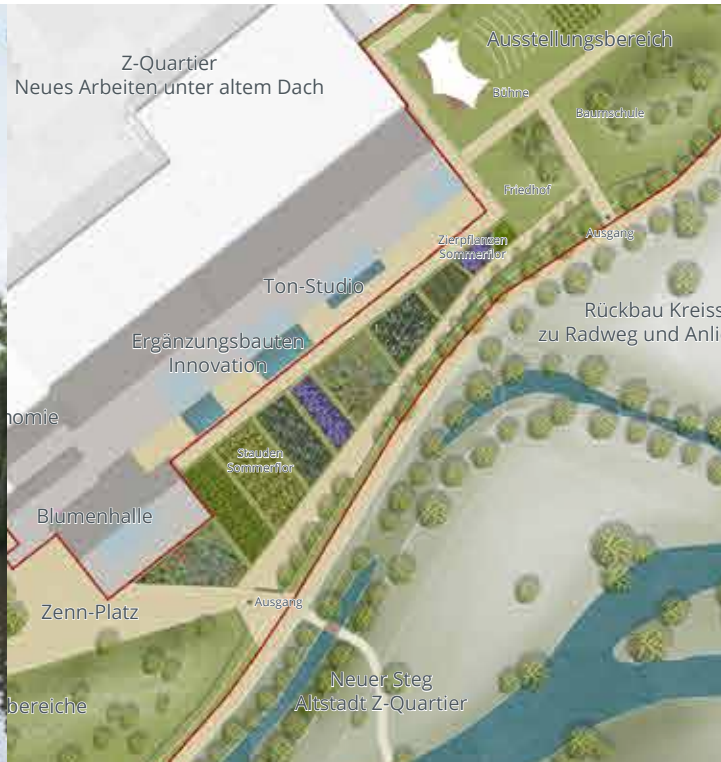 Z-Quartier
Neues Arbeiten unter altem Dach
Ausstellungsbereich
Bühne
Baumschule
Friedhof
Ausgang
Zierpflanzen
Sommerflor
Ton-Studio
Rückbau Kreiss
zu Radweg und Anli
Ergänzungsbauten
Innovation
nomie
Stauden
Sommerflor
Blumenhalle
Zenn-Platz
Ausgang
bereiche
Neuer Steg
Altstadt Z-Quartier